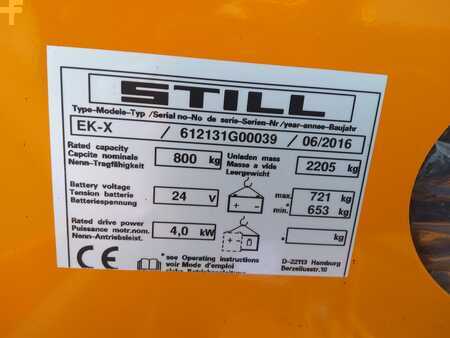 STILL
Type-Modele-Typ /Serial no-No de serie-Serien-Nr /year-annee-Baujahr
EK-X / 612131G00039 / 06/2016
Rated capacity
Capcite nominale
Nenn-Tragfähigkeit
800 kg
Unladen mass
Masse a vide
Leergewicht
2205 kg
Battery voltage
Tension batterie
Batteriespannung
24 V
max. 721 kg
* min. 653 kg
Rated drive power
Puissance motr.nom.
Nenn-Antriebsleist.
4,0 kW
* kg
CE
* see Operating instructions
voir Mode d'emploi
siehe Betriebsanleitung
D-22113 Hamburg
Berzeliusstr.10